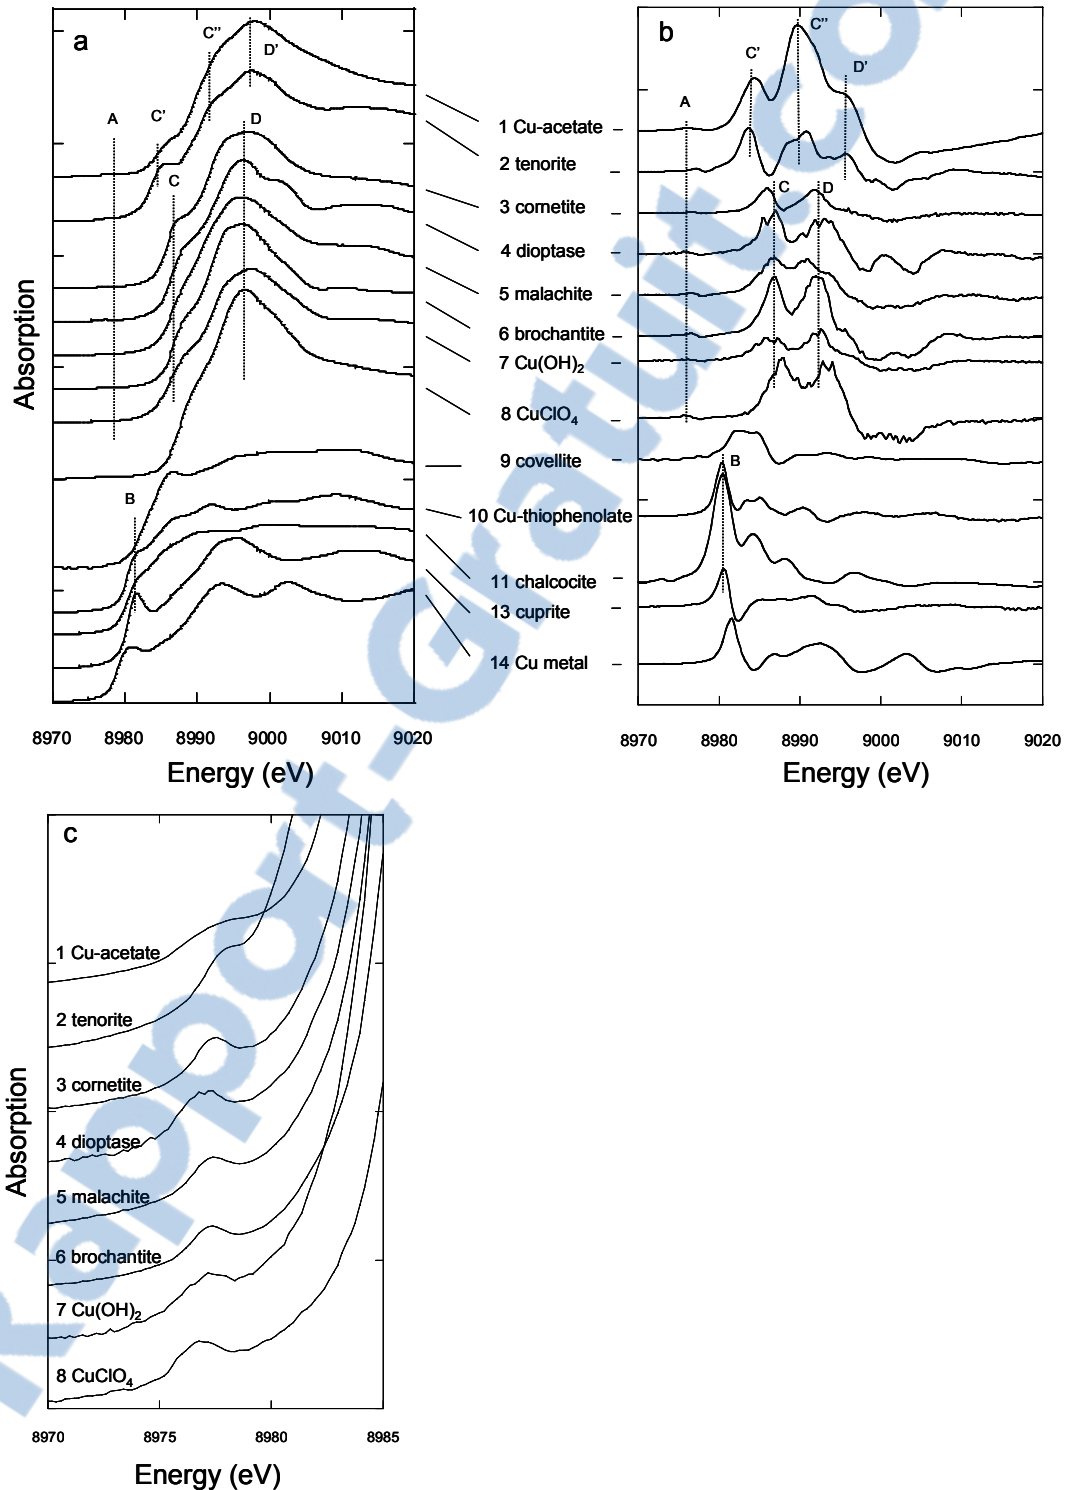 a
C"
D'
A
C'
D
C
B
Absorption
8970 8980 8990 9000 9010 9020
Energy (eV)
1 Cu-acetate
2 tenorite
3 cornetite
4 dioptase
5 malachite
6 brochantite
7 Cu(OH)2
8 CuClO4
9 covellite
10 Cu-thiophenolate
11 chalcocite
13 cuprite
14 Cu metal
b
C"
C'
D'
A
C D
B
8970 8980 8990 9000 9010 9020
Energy (eV)
c
1 Cu-acetate
2 tenorite
3 cornetite
4 dioptase
5 malachite
6 brochantite
7 Cu(OH)2
8 CuClO4
Absorption
8970 8975 8980 8985
Energy (eV)
Rapport-Gratuit.co